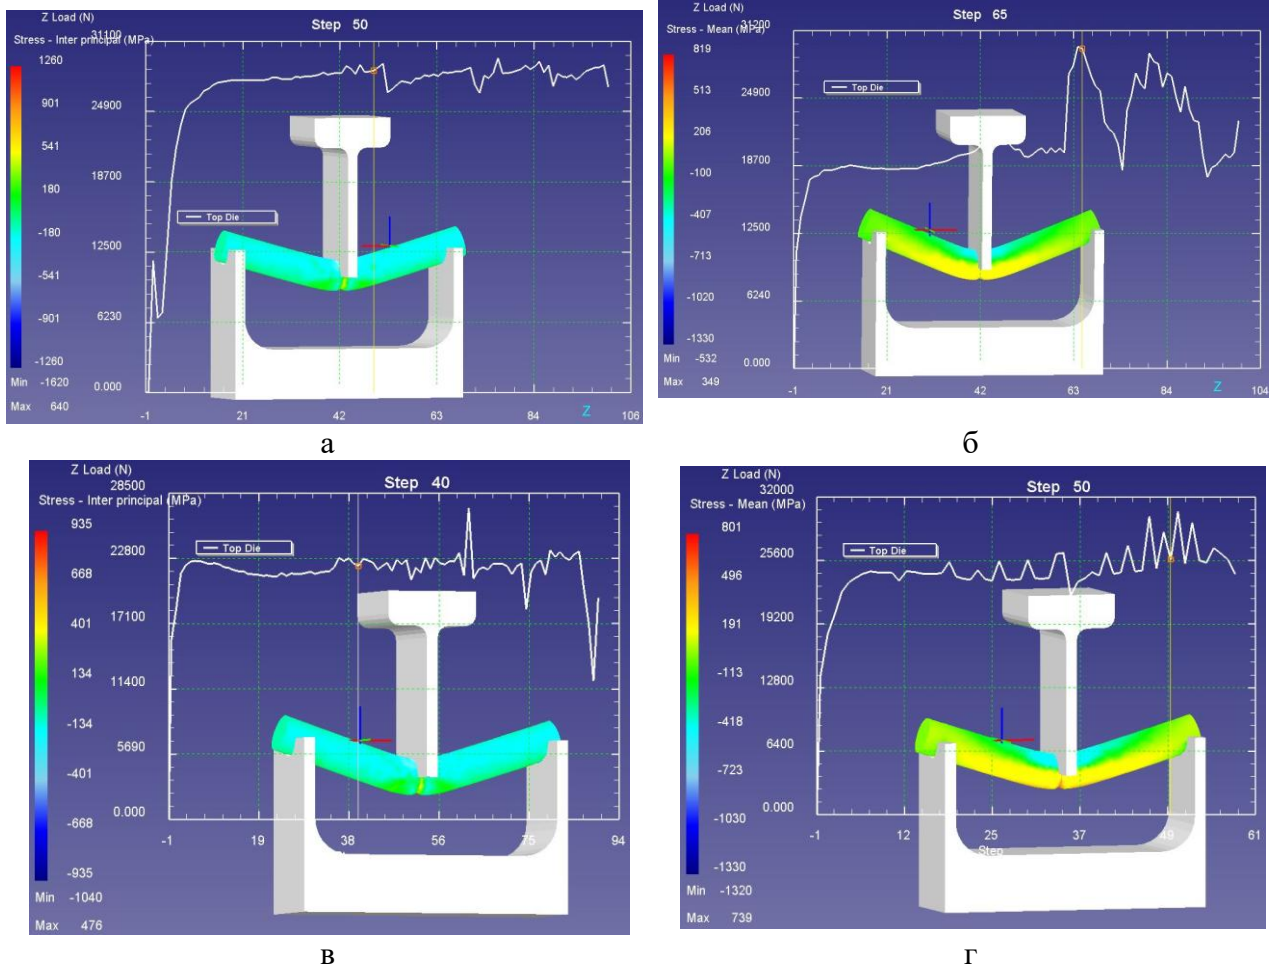 Z Load (N)
Step 50
31100
Stress - Inter principal (MPa)
1260
901
24900
541
180
18700
Top Die
-180
12500
-541
6230
-901
-1260
Min -1620
0.000
Max 640
-1 21 42 63 84 106
Z
а
Z Load (N)
Step 65
31200
Stress - Mean (MPa)
819
513
24900
Top Die
206
18700
-100
-407
12500
-713
6240
-1020
-1330
Min -532
0.000
Max 349
-1 21 42 63 84 104
Z
б
Z Load (N)
Step 40
28500
Stress - Inter principal (MPa)
935
22800
Top Die
668
401
17100
134
11400
-134
5690
-401
-668
0.000
-935
Min -1040
Max 476
-1 19 38 56 75 94
в
Z Load (N)
Step 50
32000
Stress - Mean (MPa)
801
25600
Top Die
496
191
19200
-113
12800
-418
6400
-723
-1030
0.000
-1330
Min -1320
Max 739
-1 12 25 37 49 61
Step
г